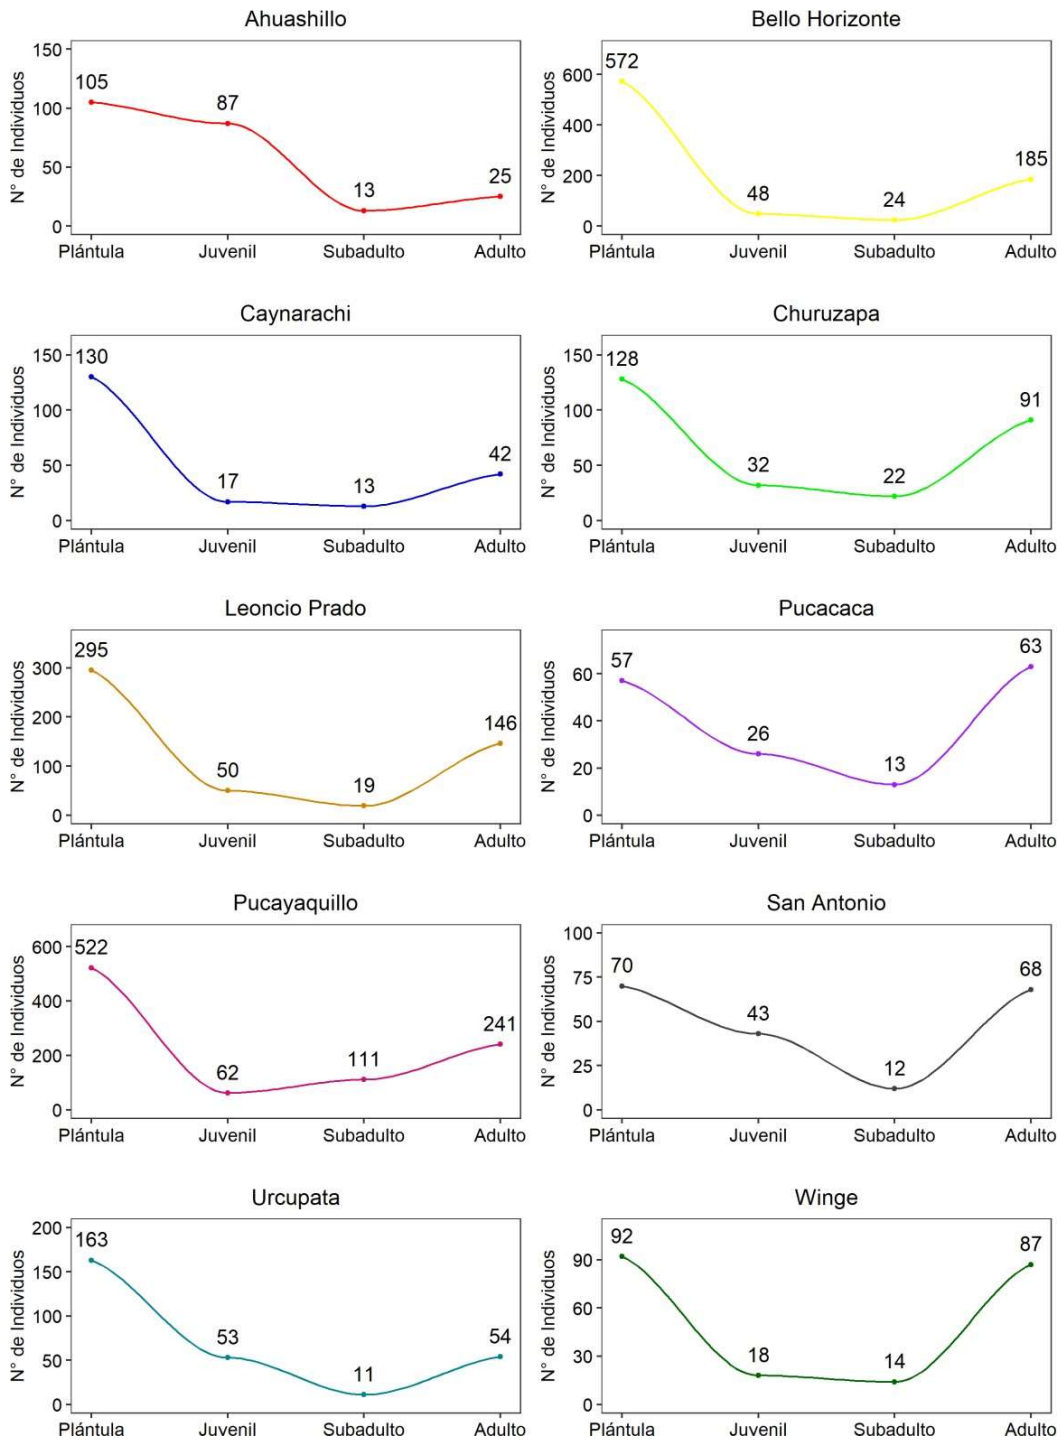 Ahuashillo
N° de Individuos
150
100
50
0
105
87
13
25
Plántula Juvenil Subadulto Adulto
Bello Horizonte
N° de Individuos
600
400
200
0
572
48
24
185
Plántula Juvenil Subadulto Adulto
Caynarachi
N° de Individuos
150
100
50
0
130
17
13
42
Plántula Juvenil Subadulto Adulto
Churuzapa
N° de Individuos
150
100
50
0
128
32
22
91
Plántula Juvenil Subadulto Adulto
Leoncio Prado
N° de Individuos
300
200
100
0
295
50
19
146
Plántula Juvenil Subadulto Adulto
Pucacaca
N° de Individuos
60
40
20
0
57
26
13
63
Plántula Juvenil Subadulto Adulto
Pucayaquillo
N° de Individuos
600
400
200
0
522
62
111
241
Plántula Juvenil Subadulto Adulto
San Antonio
N° de Individuos
100
75
50
25
0
70
43
12
68
Plántula Juvenil Subadulto Adulto
Urcupata
N° de Individuos
200
150
100
50
0
163
53
11
54
Plántula Juvenil Subadulto Adulto
Winge
N° de Individuos
90
60
30
0
92
18
14
87
Plántula Juvenil Subadulto Adulto